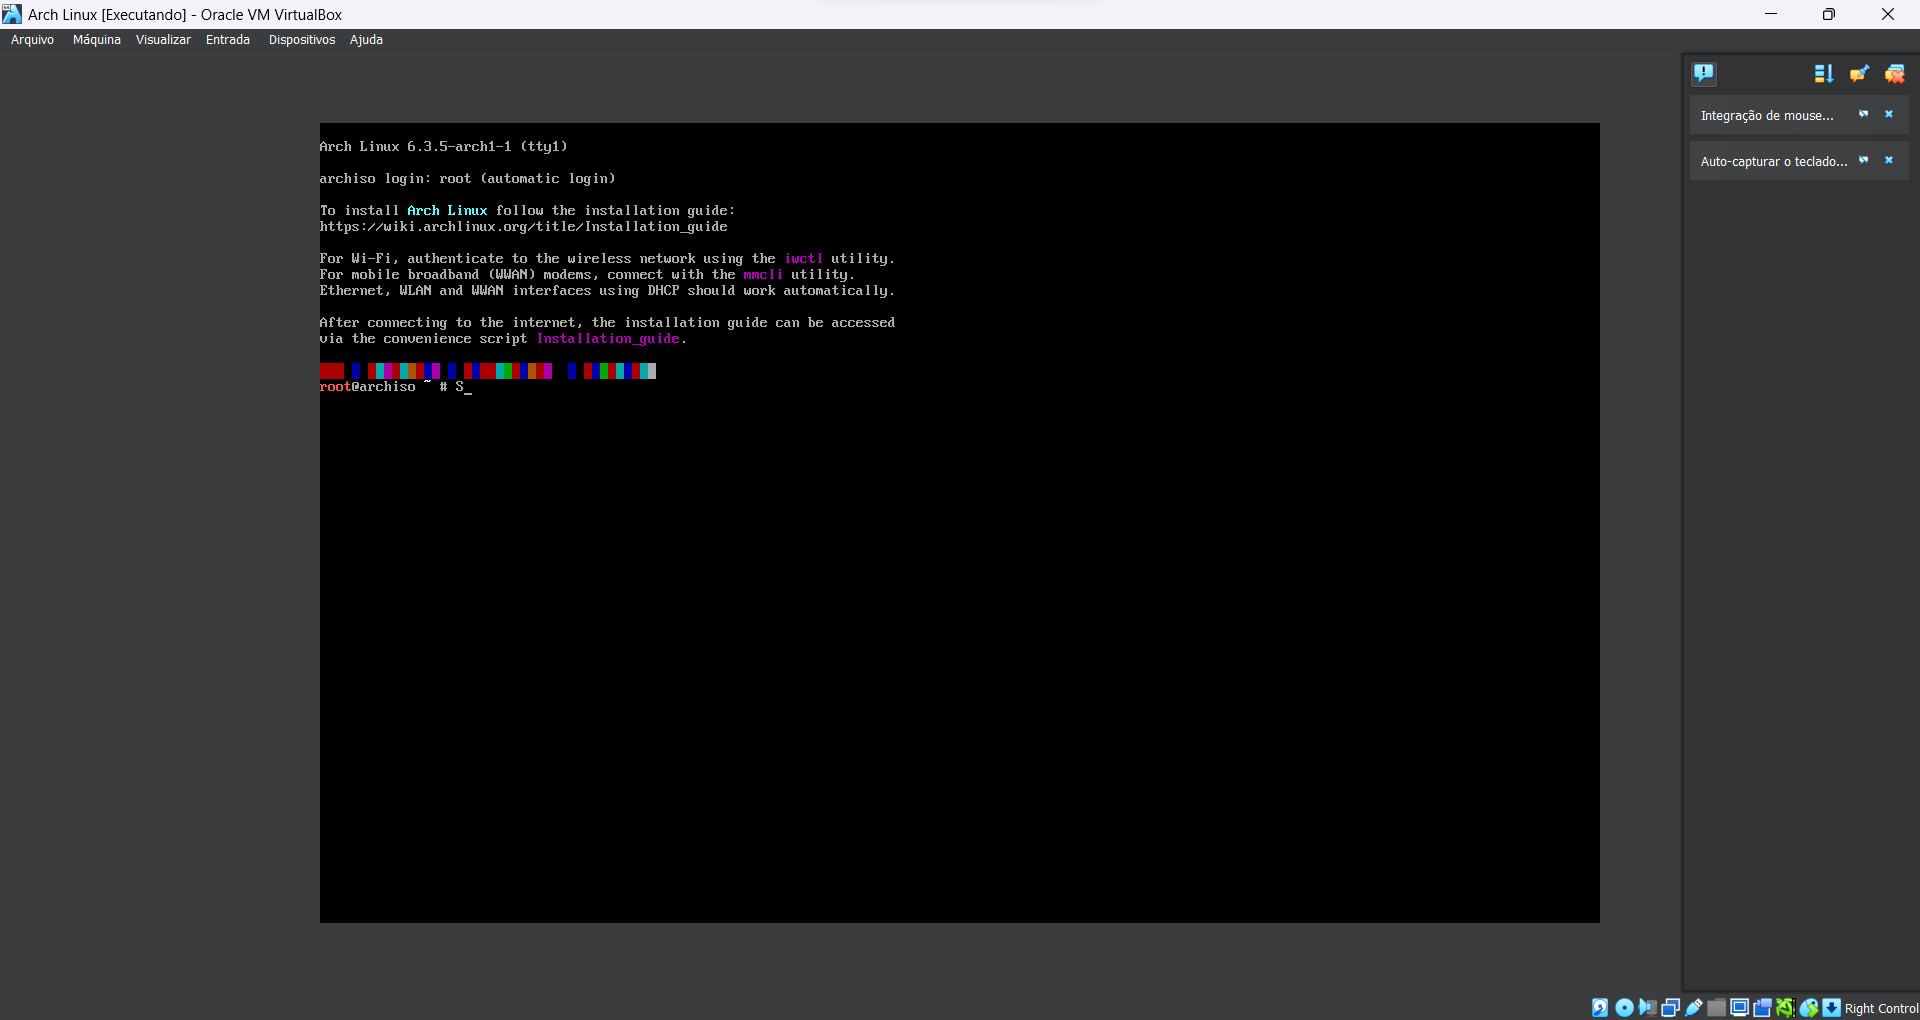 Arch Linux [Executando] - Oracle VM VirtualBox
Arquivo Máquina Visualizar Entrada Dispositivos Ajuda
Integração de mouse...
Auto-capturar o teclado...
Arch Linux 6.3.5-arch1-1 (tty1)
archiso login: root (automatic login)
To install Arch Linux follow the installation guide:
https://wiki.archlinux.org/title/Installation_guide
For Wi-Fi, authenticate to the wireless network using the iwctl utility.
For mobile broadband (WWAN) modems, connect with the mmcli utility.
Ethernet, WLAN and WWAN interfaces using DHCP should work automatically.
After connecting to the internet, the installation guide can be accessed
via the convenience script Installation_guide.
root@archiso ~ # S_
Right Control